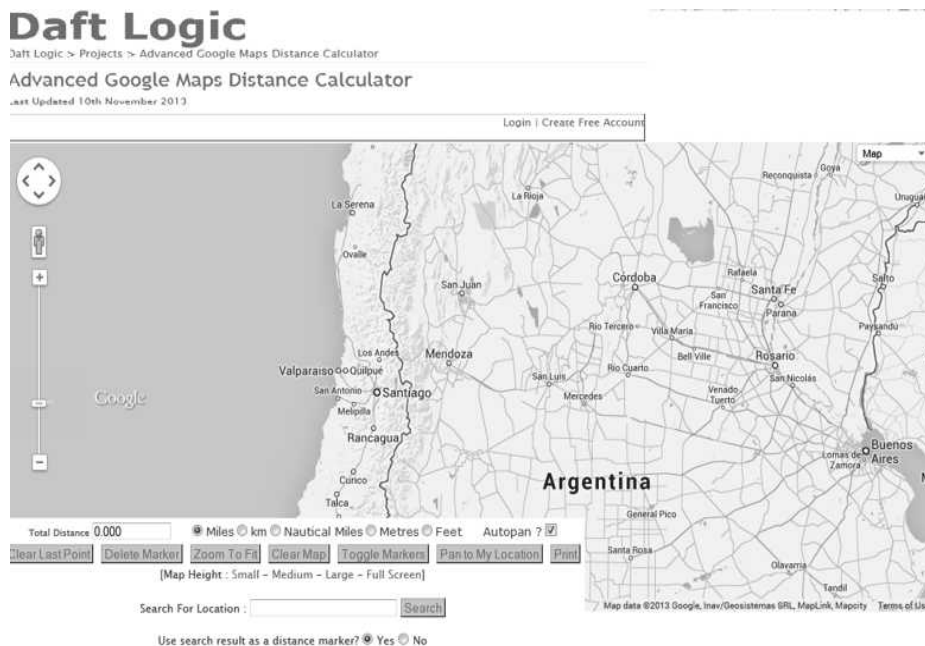 Daft Logic
Daft Logic > Projects > Advanced Google Maps Distance Calculator
Advanced Google Maps Distance Calculator
Last Updated 10th November 2013
Login | Create Free Account
Map
Goya
Reconquista
La Rioja
Uruguai
La Serena
Ovalle
San Juan
Córdoba
Rafaela
Santa Fe
Salto
San Francisco
Parana
Rio Tercero
Villa Maria
Paysandú
Los Andes
Mendoza
Bell Ville
Rosario
Valparaiso
Quilpué
San Luis
Rio Cuarto
San Nicolás
San Antonio
Santiago
Mercedes
Venado Tuerto
Google
Melipilla
Rancagua
Buenos Aires
Lomas de Zamora
Curico
Argentina
Talca
General Pico
Total Distance 0.000 Miles km Nautical Miles Metres Feet Autopan ?
Clear Last Point Delete Marker Zoom To Fit Clear Map Toggle Markers Pan to My Location Print
Santa Rosa
Olavarria
[Map Height : Small - Medium - Large - Full Screen]
Tandil
Search For Location : Search
Map data ©2013 Google, Inav/Geosistemas SRL, MapLink, Mapcity Terms of Us
Use search result as a distance marker? Yes No